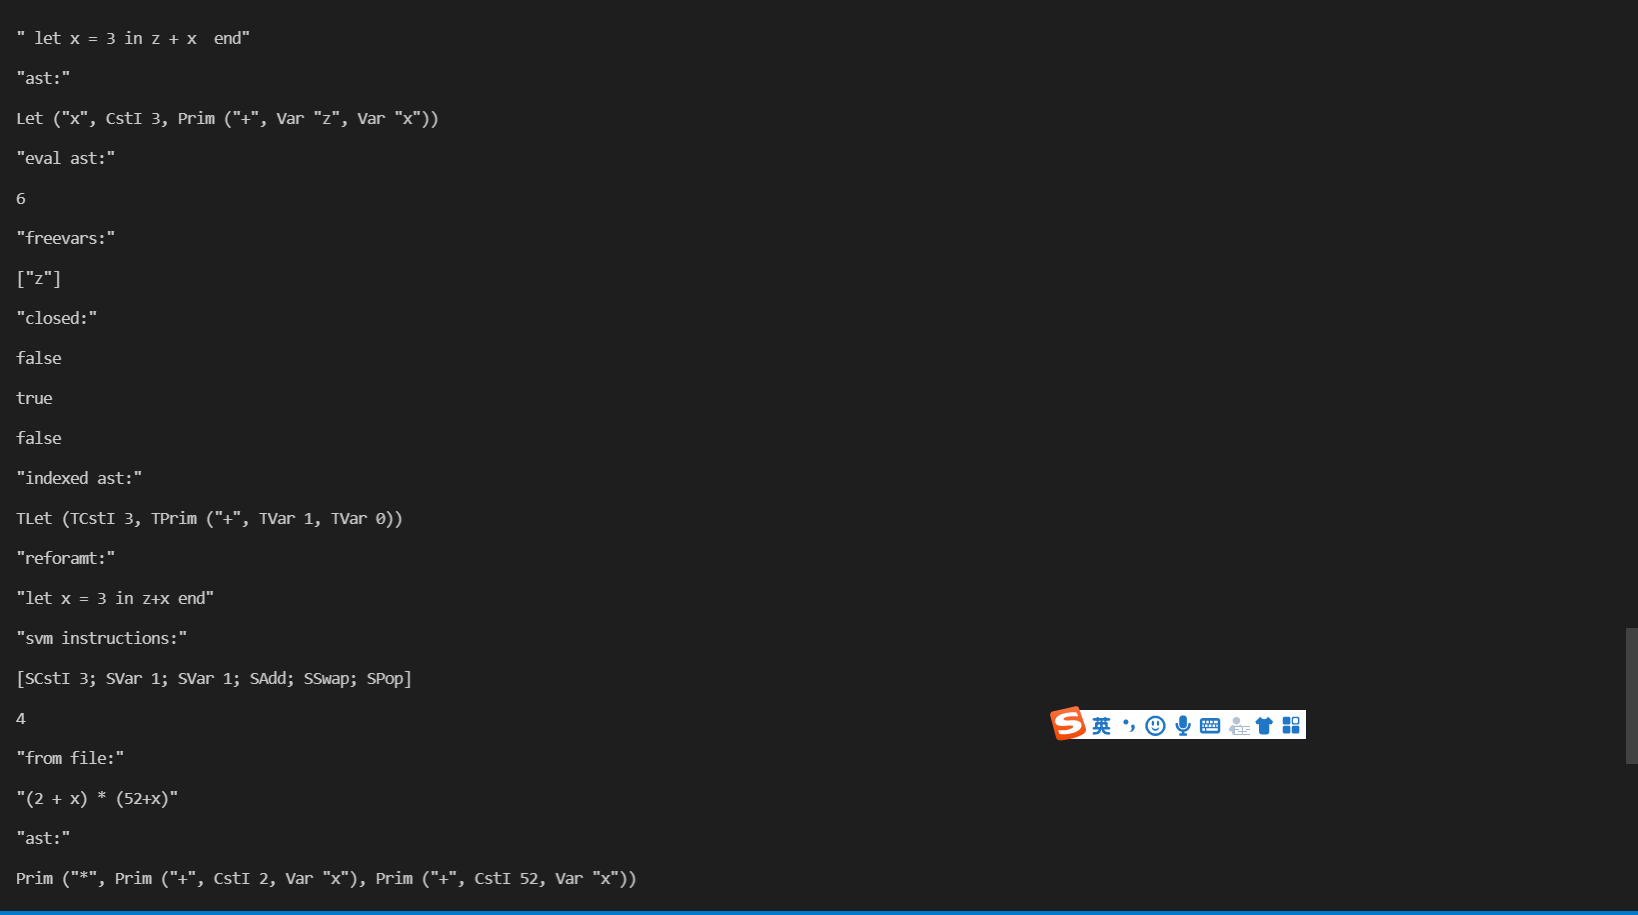 " let x = 3 in z + x  end"
"ast:"
Let ("x", CstI 3, Prim ("+", Var "z", Var "x"))
"eval ast:"
6
"freevars:"
["z"]
"closed:"
false
true
false
"indexed ast:"
TLet (TCstI 3, TPrim ("+", TVar 1, TVar 0))
"reforamt:"
"let x = 3 in z+x end"
"svm instructions:"
[SCstI 3; SVar 1; SVar 1; SAdd; SSwap; SPop]
4
英
"from file:"
"(2 + x) * (52+x)"
"ast:"
Prim ("*", Prim ("+", CstI 2, Var "x"), Prim ("+", CstI 52, Var "x"))